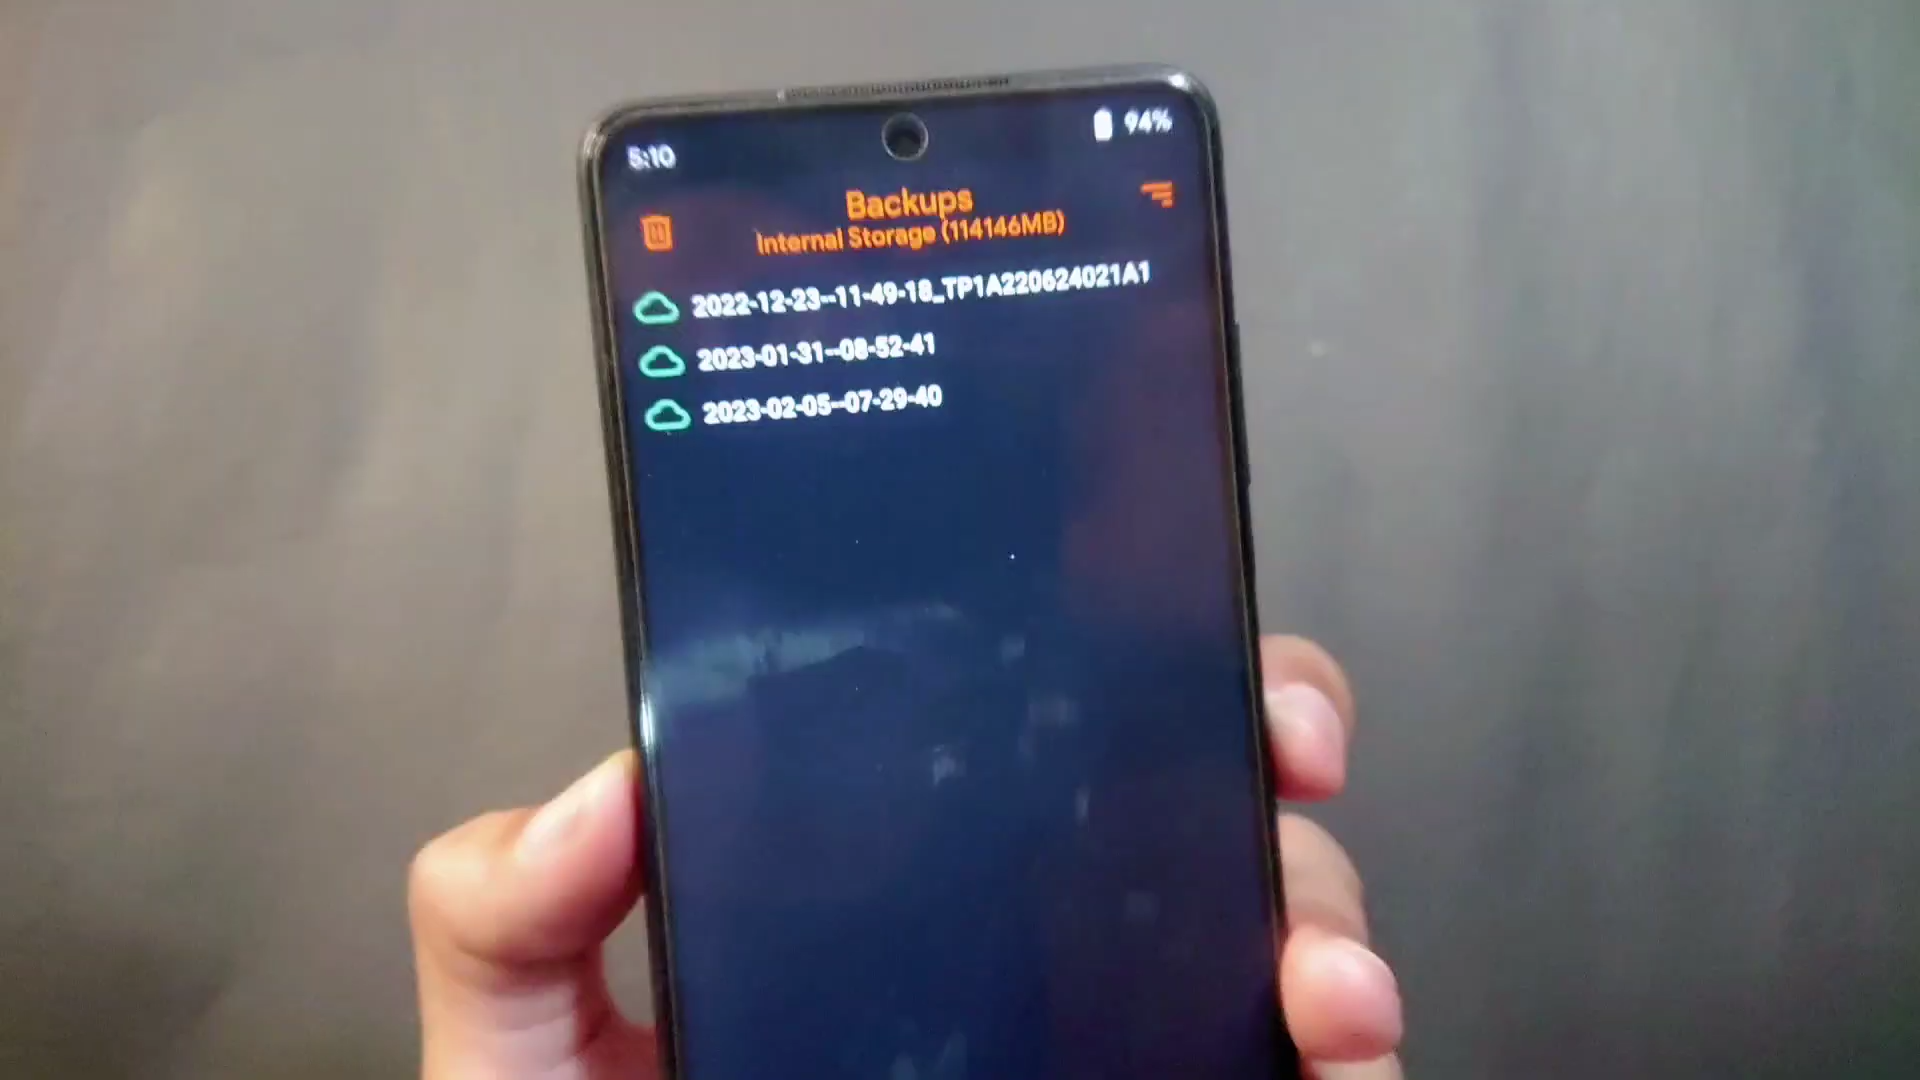 5:10
94%
Backups
Internal Storage (114146MB)
2022-12-23--11-49-18_TP1A220624021A1
2023-01-31--08-52-41
2023-02-05--07-29-40